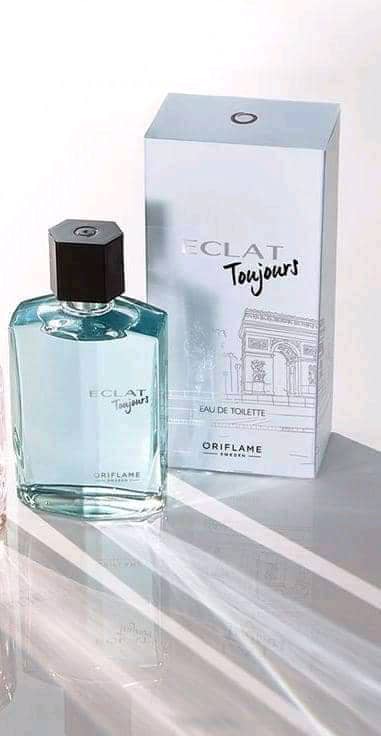 ECLAT
Toujours
EAU DE TOILETTE
ORIFLAME
SWEDEN
ECLAT
Toujours
ORIFLAME
SWEDEN